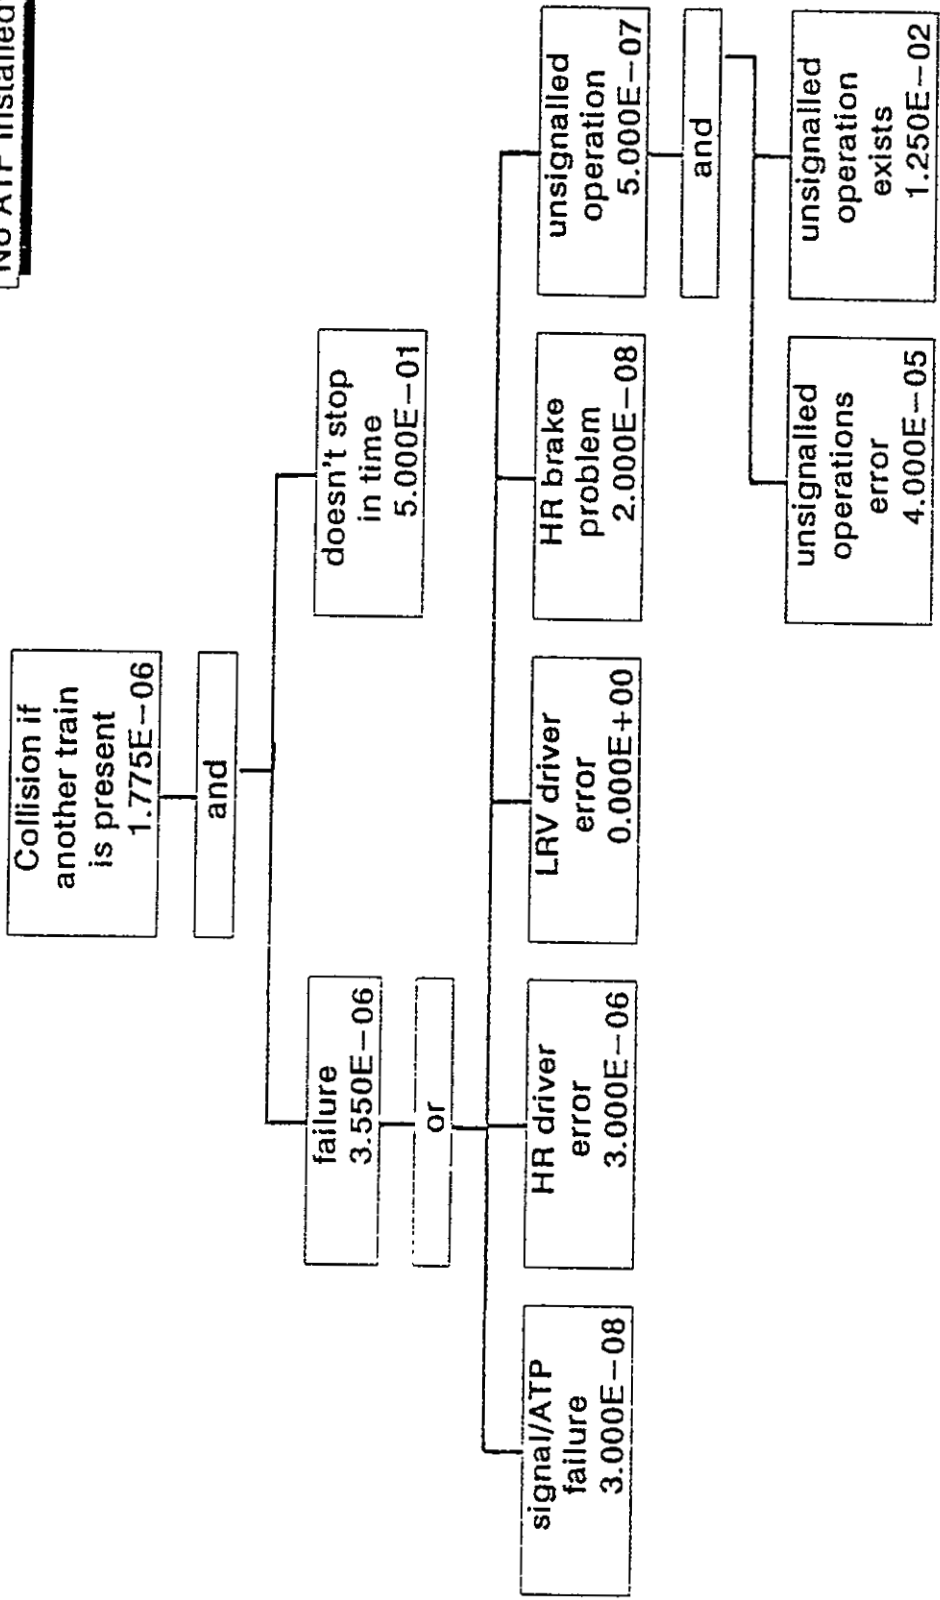 No ATP Installed
Collision if
another train
is present
1.775E-06
and
failure
3.550E-06
doesn't stop
in time
5.000E-01
or
signal/ATP
failure
3.000E-08
HR driver
error
3.000E-06
LRV driver
error
0.000E+00
HR brake
problem
2.000E-08
unsignalled
operation
5.000E-07
and
unsignalled
operations
error
4.000E-05
unsignalled
operation
exists
1.250E-02